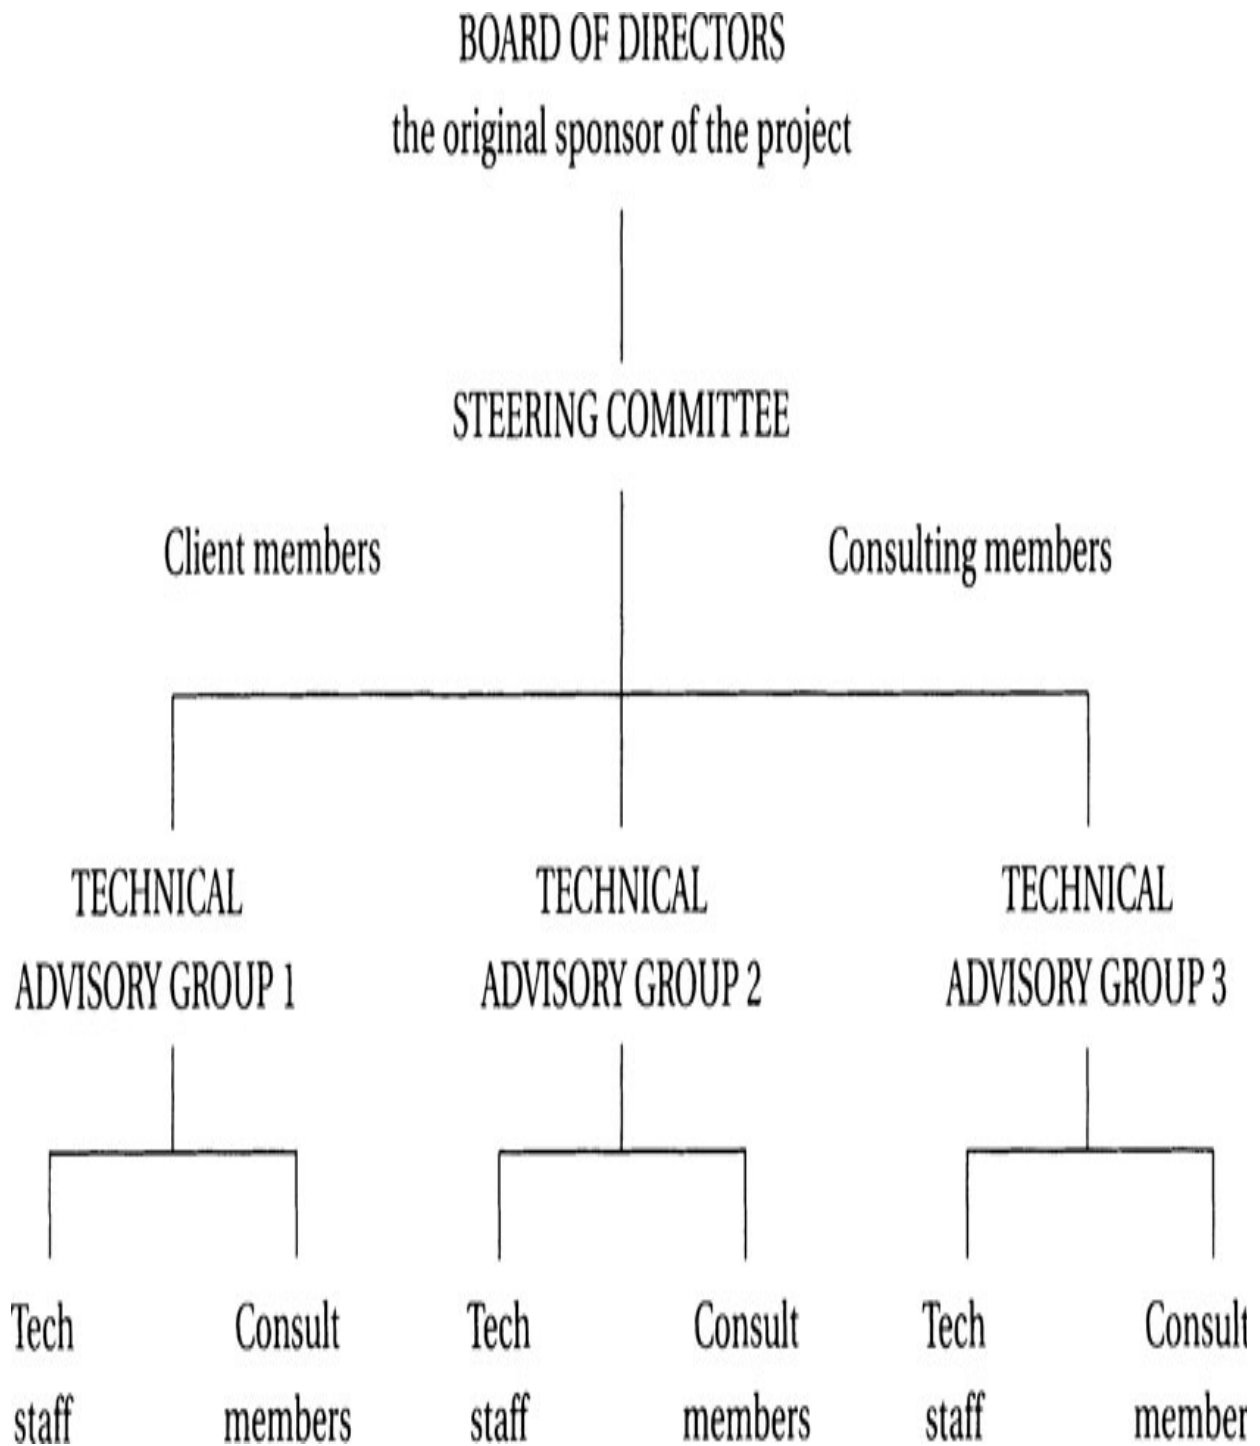 BOARD OF DIRECTORS
the original sponsor of the project
STEERING COMMITTEE
Client members
Consulting members
TECHNICAL
ADVISORY GROUP 1
TECHNICAL
ADVISORY GROUP 2
TECHNICAL
ADVISORY GROUP 3
Tech
staff
Consult
members
Tech
staff
Consult
members
Tech
staff
Consult
member